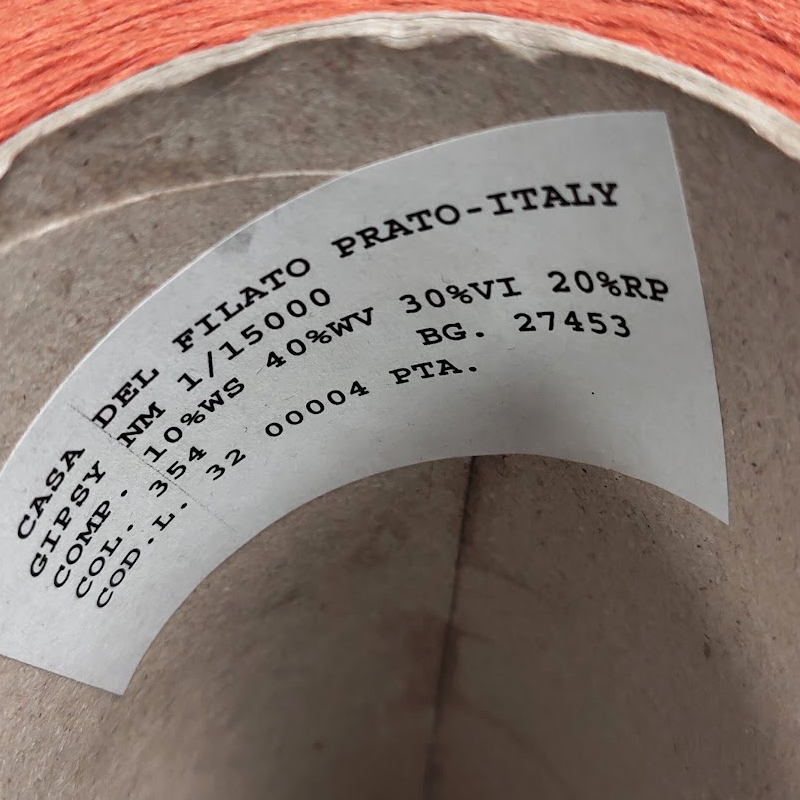 CASA DEL FILATO PRATO-ITALY
GIPSY NM 1/15000
COMP. 10%WS 40%WV 30%VI 20%RP
COL. 354 BG. 27453
COD.L. 32 00004 PTA.